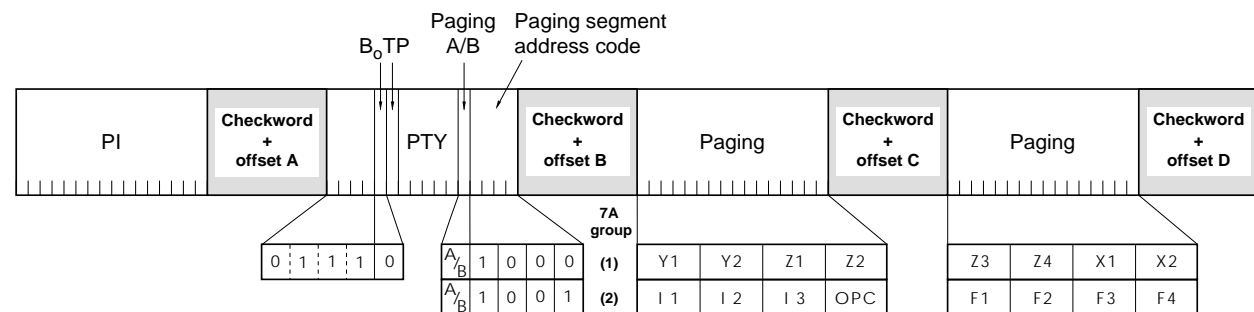 Paging
A/B
Paging segment
address code
BoTP
PI
Checkword
+
offset A
PTY
Checkword
+
offset B
Paging
Checkword
+
offset C
Paging
Checkword
+
offset D
7A
group
0 1 1 1 0
A/B 1 0 0 0 (1) Y1 Y2 Z1 Z2 Z3 Z4 X1 X2
A/B 1 0 0 1 (2) I1 I2 I3 OPC F1 F2 F3 F4